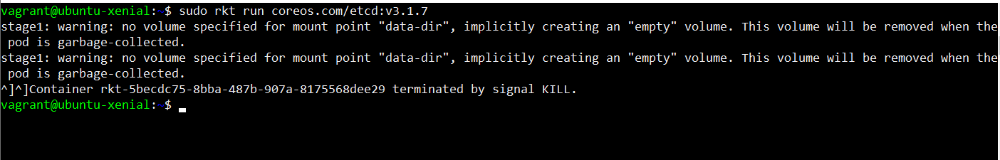 vagrant@ubuntu-xenial:~$ sudo rkt run coreos.com/etcd:v3.1.7
stage1: warning: no volume specified for mount point "data-dir", implicitly creating an "empty" volume. This volume will be removed when the
 pod is garbage-collected.
stage1: warning: no volume specified for mount point "data-dir", implicitly creating an "empty" volume. This volume will be removed when the
 pod is garbage-collected.
^]^]Container rkt-5becdc75-8bba-487b-907a-8175568dee29 terminated by signal KILL.
vagrant@ubuntu-xenial:~$